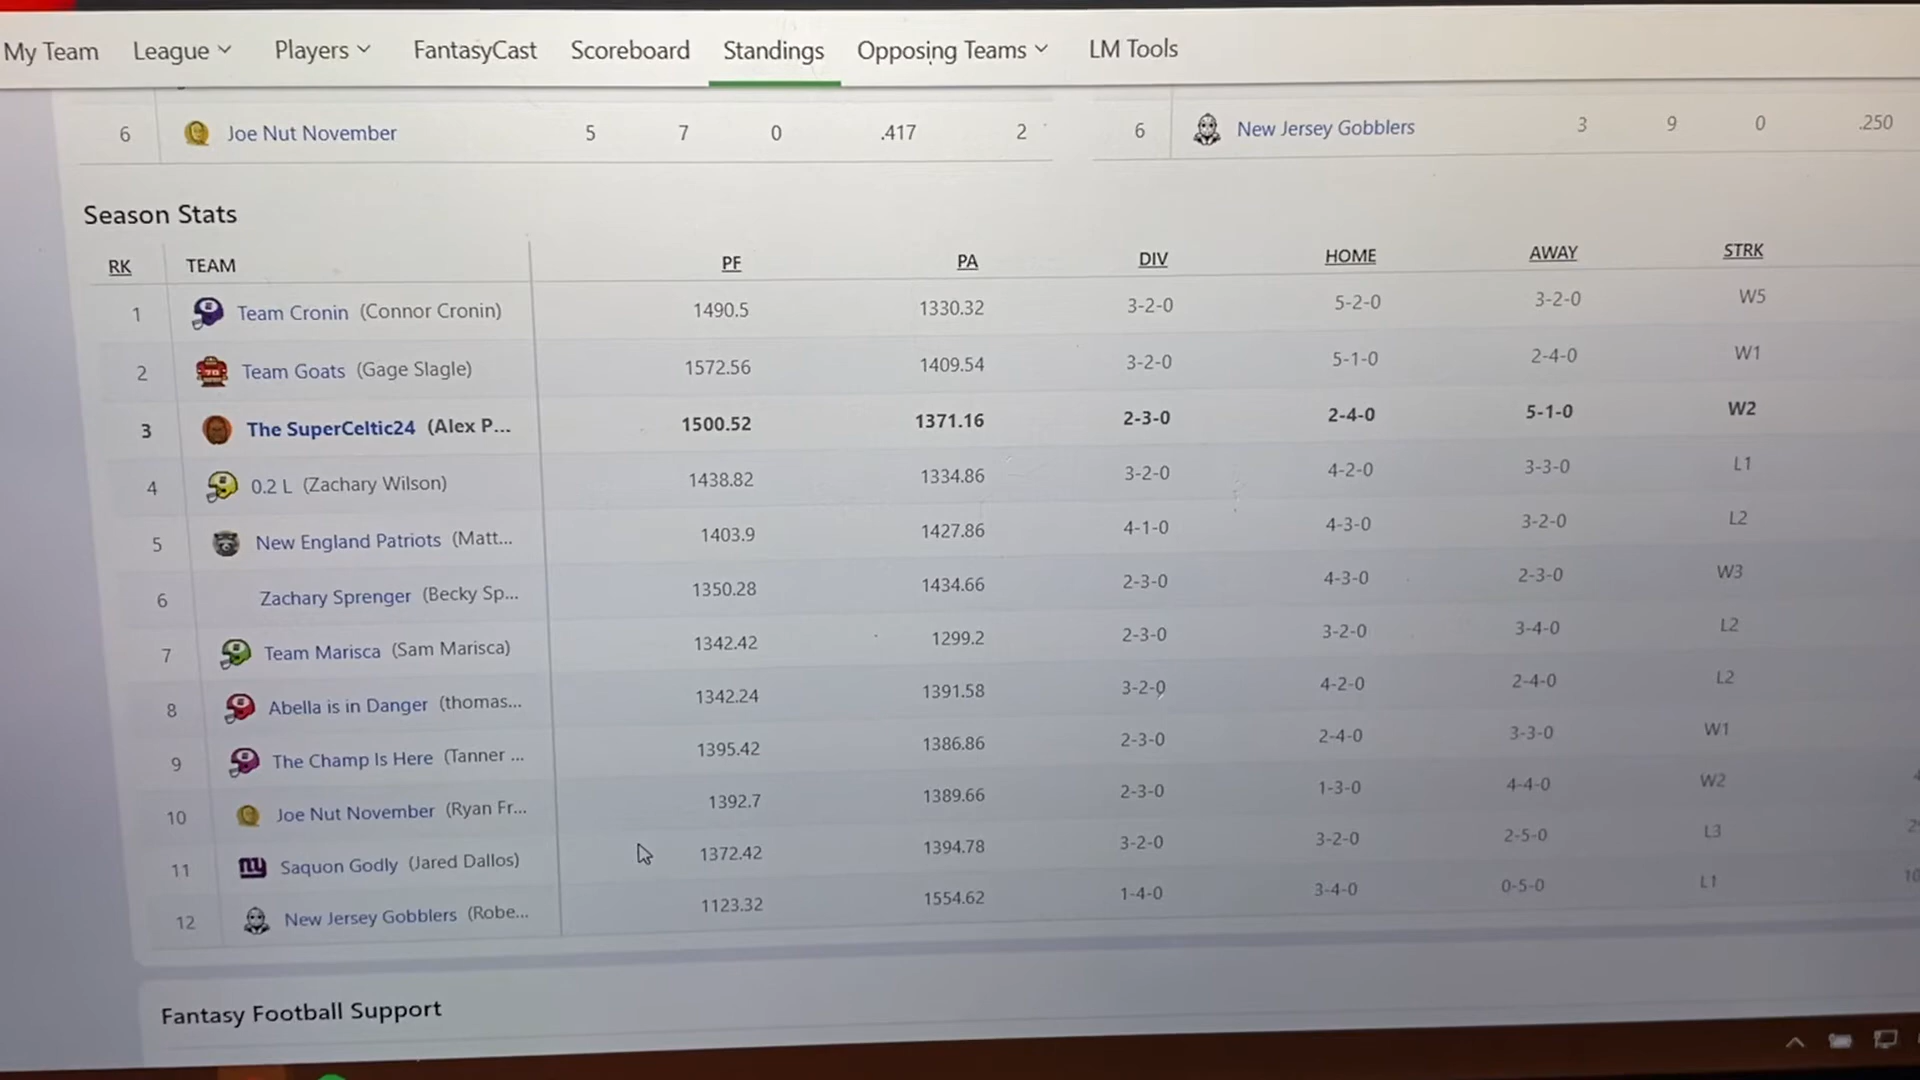 My Team League Players FantasyCast Scoreboard Standings Opposing Teams LM Tools
6 Joe Nut November 5 7 0 .417 2
6 New Jersey Gobblers 3 9 0 .250
Season Stats
RK TEAM PF PA DIV HOME AWAY STRK
1 Team Cronin (Connor Cronin) 1490.5 1330.32 3-2-0 5-2-0 3-2-0 W5
2 Team Goats (Gage Slagle) 1572.56 1409.54 3-2-0 5-1-0 2-4-0 W1
3 The SuperCeltic24 (Alex P... 1500.52 1371.16 2-3-0 2-4-0 5-1-0 W2
4 0.2 L (Zachary Wilson) 1438.82 1334.86 3-2-0 4-2-0 3-3-0 L1
5 New England Patriots (Matt... 1403.9 1427.86 4-1-0 4-3-0 3-2-0 L2
6 Zachary Sprenger (Becky Sp... 1350.28 1434.66 2-3-0 4-3-0 2-3-0 W3
7 Team Marisca (Sam Marisca) 1342.42 1299.2 2-3-0 3-2-0 3-4-0 L2
8 Abella is in Danger (thomas... 1342.24 1391.58 3-2-0 4-2-0 2-4-0 L2
9 The Champ Is Here (Tanner ... 1395.42 1386.86 2-3-0 2-4-0 3-3-0 W1
10 Joe Nut November (Ryan Fr... 1392.7 1389.66 2-3-0 1-3-0 4-4-0 W2
11 Saquon Godly (Jared Dallos) 1372.42 1394.78 3-2-0 3-2-0 2-5-0 L3
12 New Jersey Gobblers (Robe... 1123.32 1554.62 1-4-0 3-4-0 0-5-0 L1
Fantasy Football Support